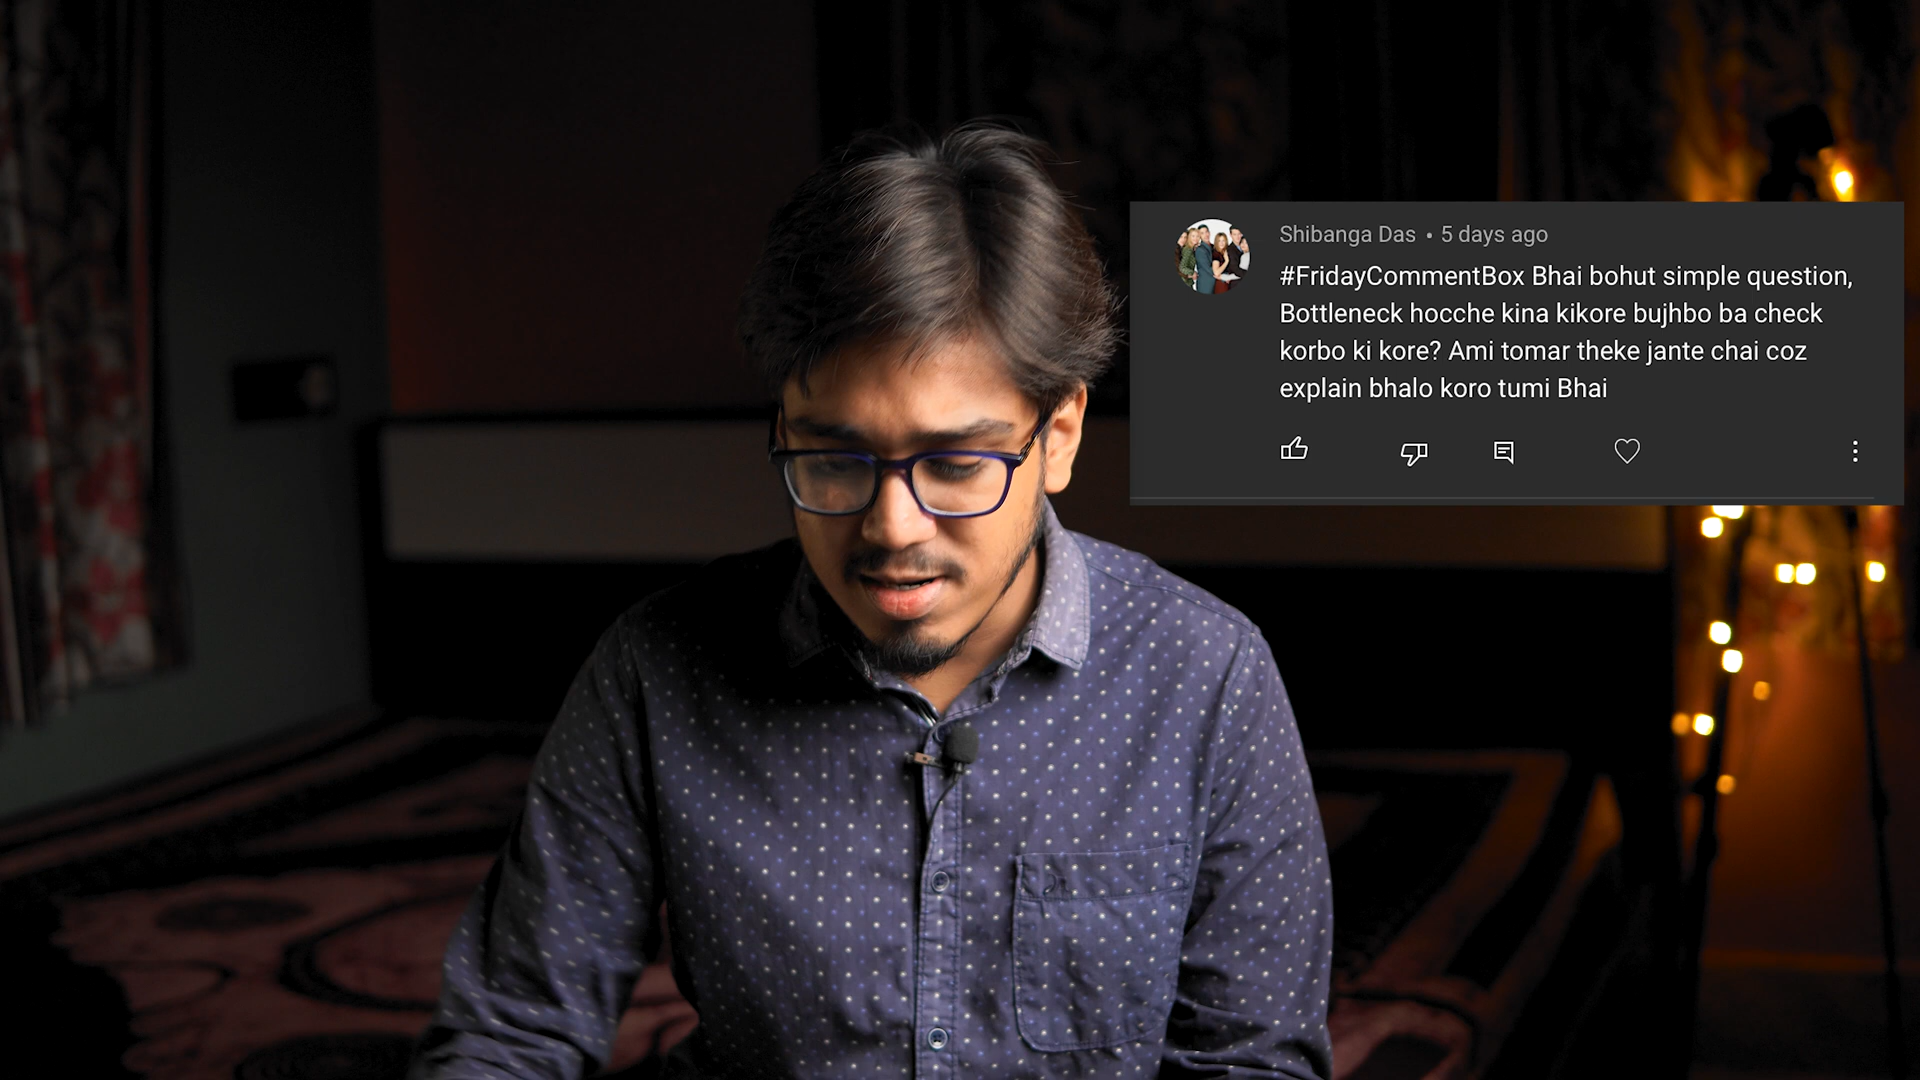 Shibanga Das • 5 days ago
#FridayCommentBox Bhai bohut simple question,
Bottleneck hocche kina kikore bujhbo ba check
korbo ki kore? Ami tomar theke jante chai coz
explain bhalo koro tumi Bhai